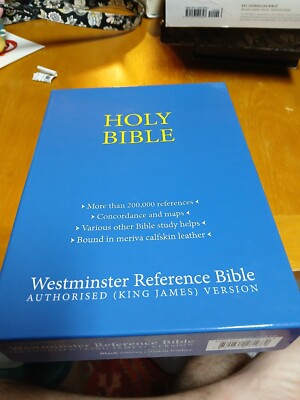 HOLY
BIBLE
More than 200,000 references
Concordance and maps
Various other Bible study helps
Bound in meriva calfskin leather
Westminster Reference Bible
AUTHORISED (KING JAMES) VERSION
Westminster Reference Bible